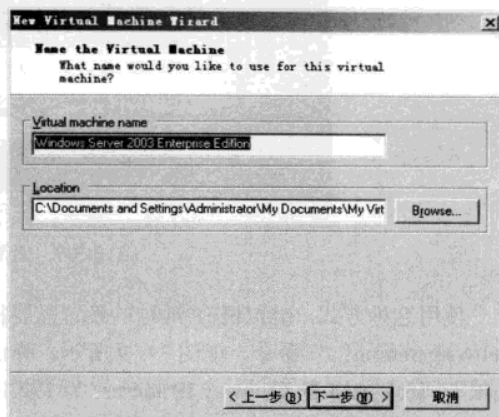 New Virtual Machine Wizard
Name the Virtual Machine
What name would you like to use for this virtual
machine?
Virtual machine name
Windows Server 2003 Enterprise Edition
Location
C:\Documents and Settings\Administrator\My Documents\My Virt
Browse...
< 上一步(B)
下一步(N) >
取消